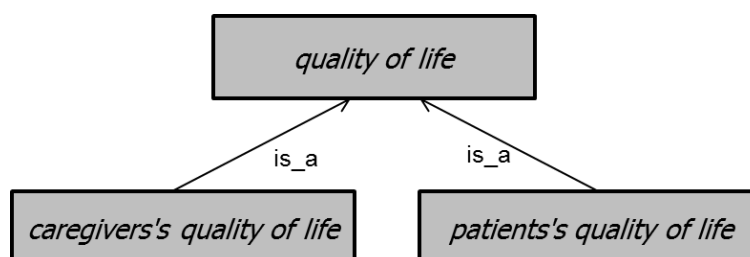 quality of life
is_a
is_a
caregivers's quality of life
patients's quality of life